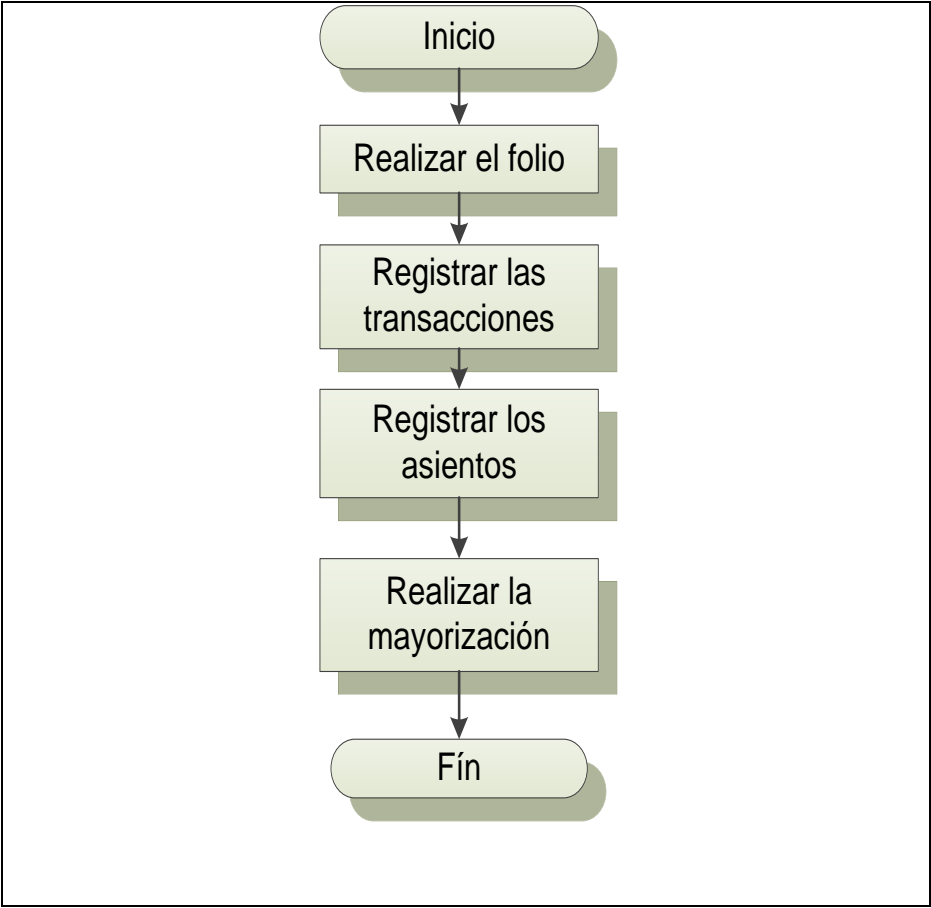 Inicio
Realizar el folio
Registrar las
transacciones
Registrar los
asientos
Realizar la
mayorización
Fín